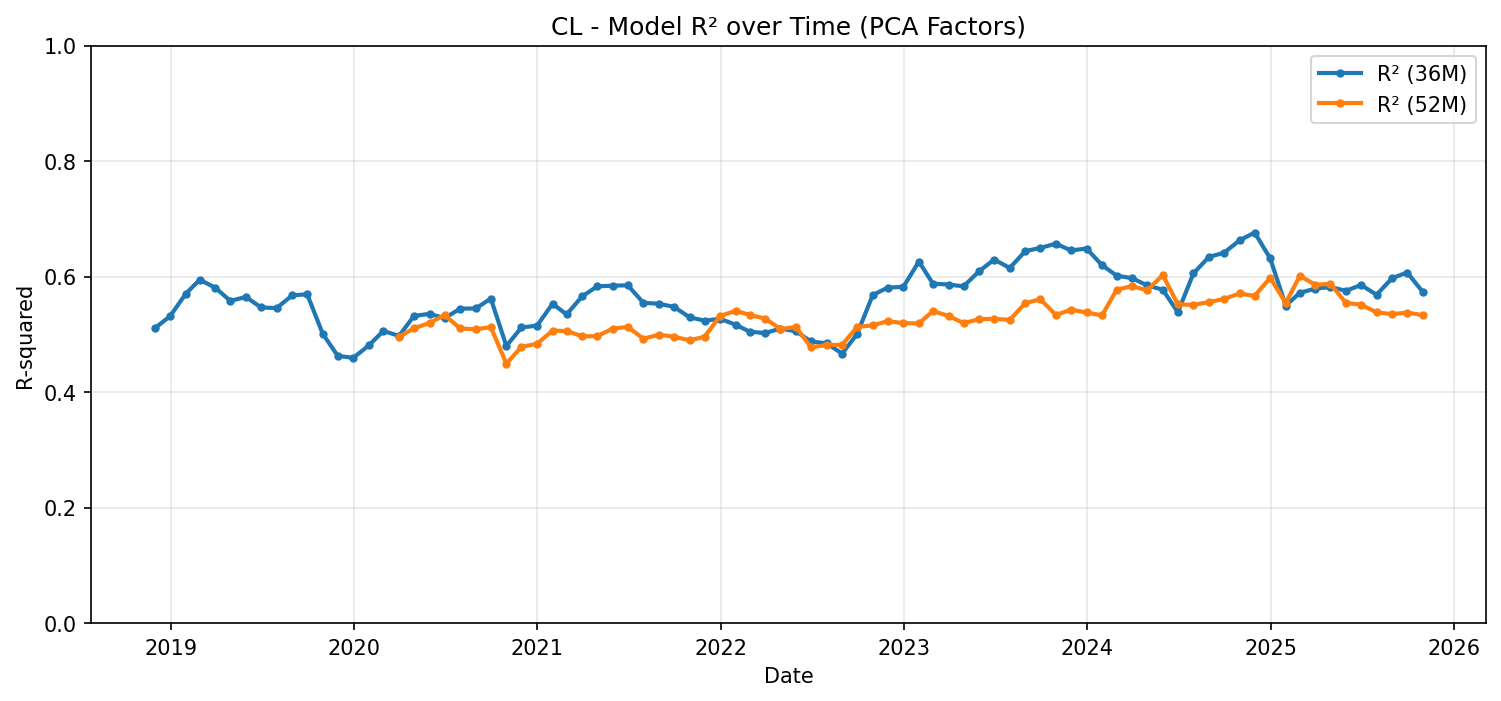 CL - Model R² over Time (PCA Factors)
R² (36M)
R² (52M)
R-squared
1.0
0.8
0.6
0.4
0.2
0.0
2019 2020 2021 2022 2023 2024 2025 2026
Date